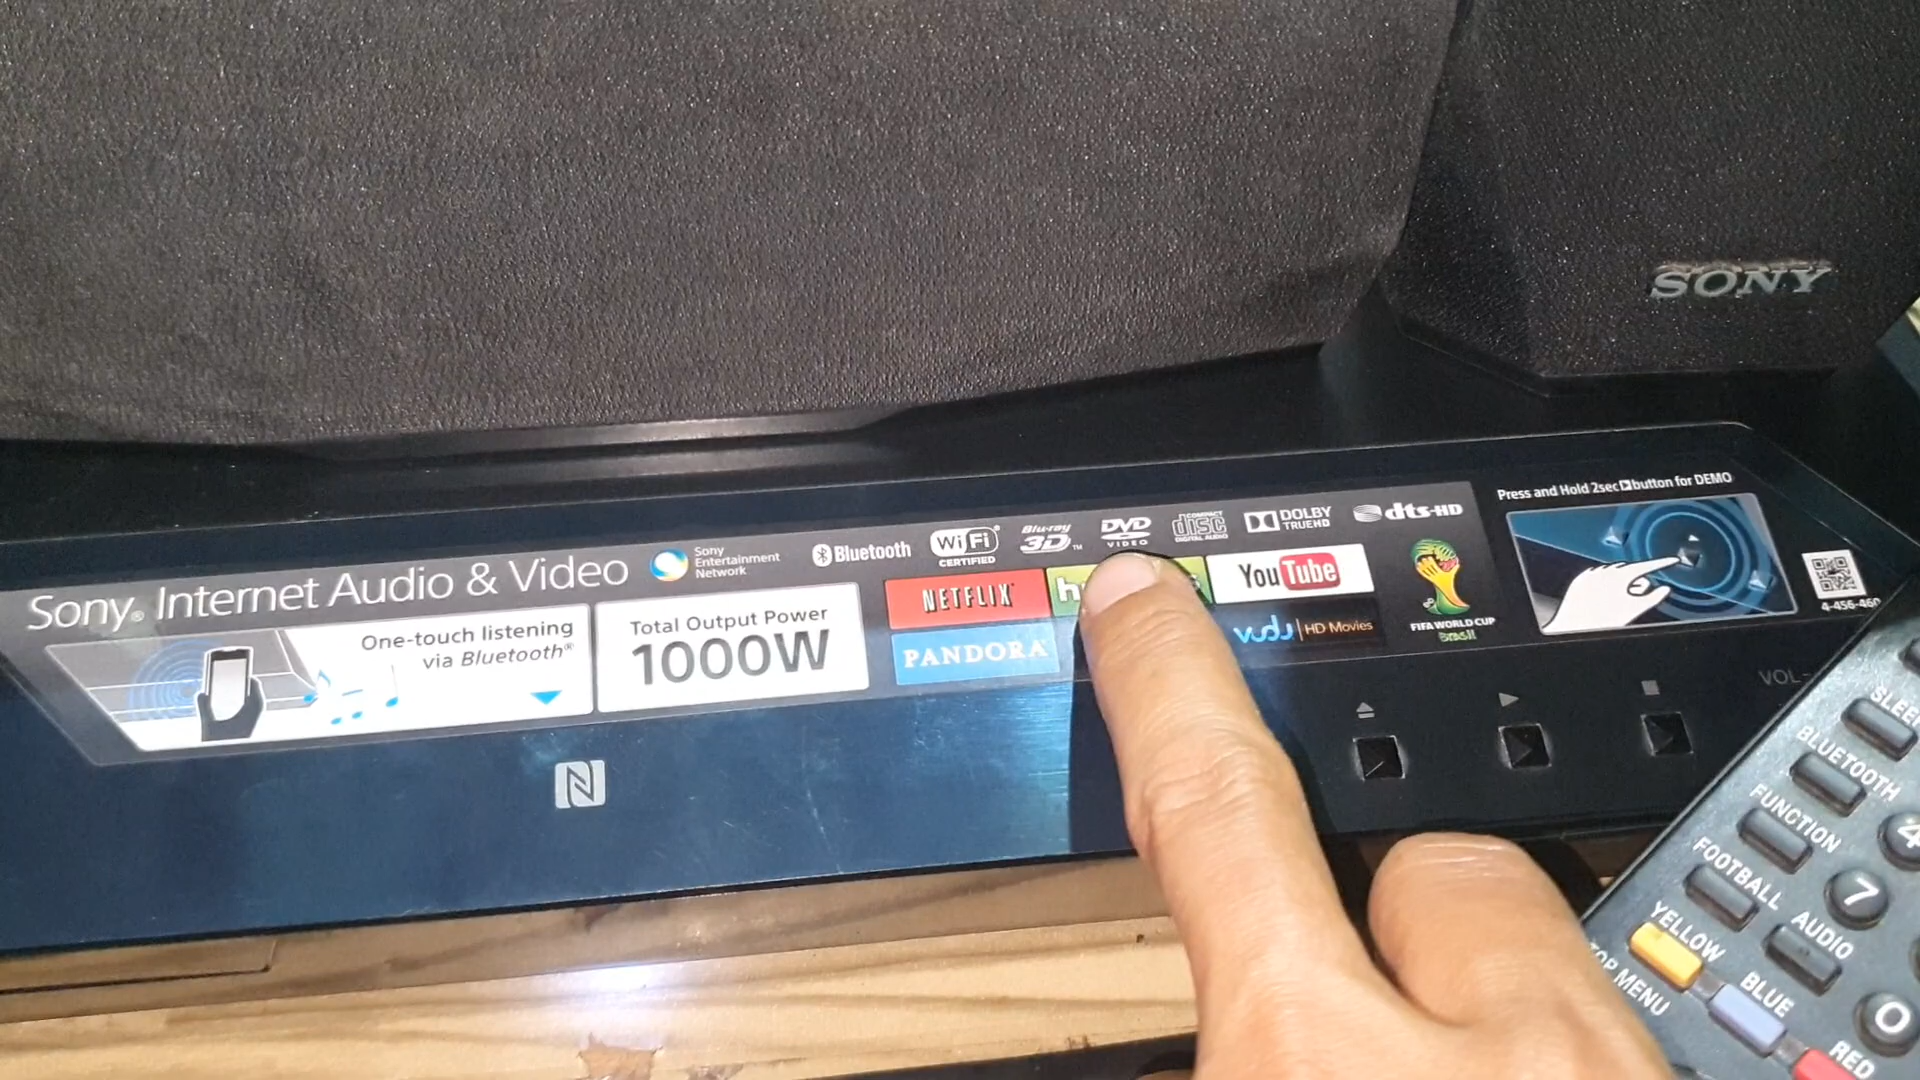 SONY
Press and Hold 2sec ▶button for DEMO
Sony® Internet Audio & Video
Sony
Entertainment
Network
Bluetooth
Wi Fi®
CERTIFIED
Blu-ray
3D™
DVD
VIDEO
COMPACT
disc
DIGITAL AUDIO
DOLBY
TRUEHD
dts-HD
4-456-460
One-touch listening
via Bluetooth®
Total Output Power
1000W
NETFLIX
YouTube
PANDORA
vudu | HD Movies
FIFA WORLD CUP
Brasil
N
VOL-
SLEEP
BLUETOOTH
FUNCTION
FOOTBALL
AUDIO
YELLOW
BLUE
RED
TOP MENU
4
7
0